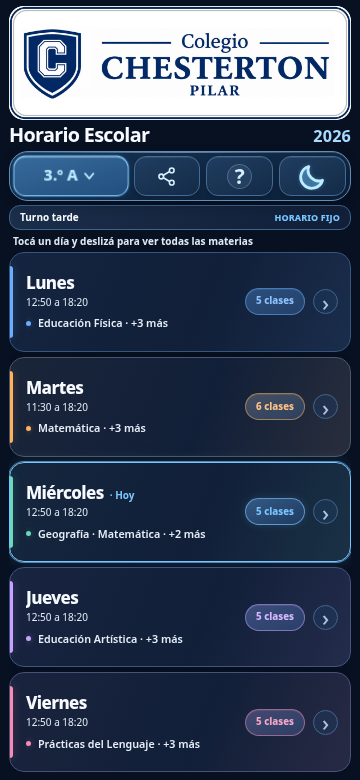 Colegio
CHESTERTON
PILAR
Horario Escolar 2026
3.° A
?
Turno tarde HORARIO FIJO
Tocá un día y deslizá para ver todas las materias
Lunes
12:50 a 18:20
5 clases
Educación Física · +3 más
Martes
11:30 a 18:20
6 clases
Matemática · +3 más
Miércoles · Hoy
12:50 a 18:20
5 clases
Geografía · Matemática · +2 más
Jueves
12:50 a 18:20
5 clases
Educación Artística · +3 más
Viernes
12:50 a 18:20
5 clases
Prácticas del Lenguaje · +3 más